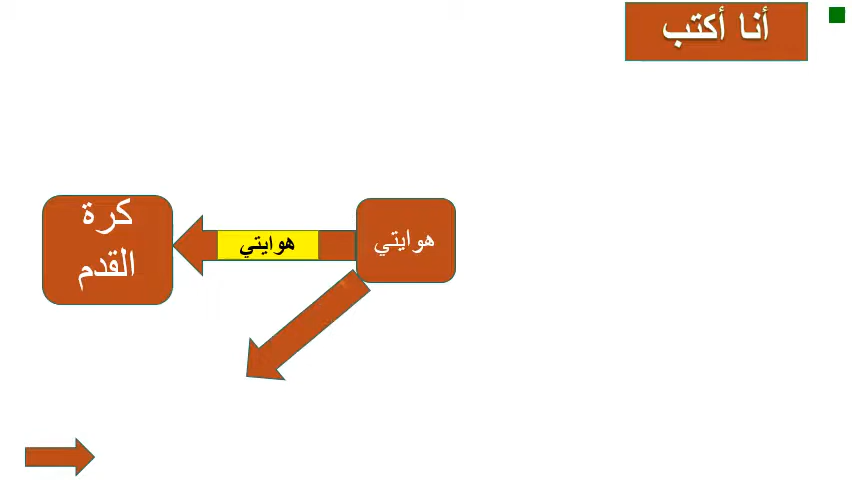 أنا أكتب
هوايتي
هوايتي
كرة
القدم